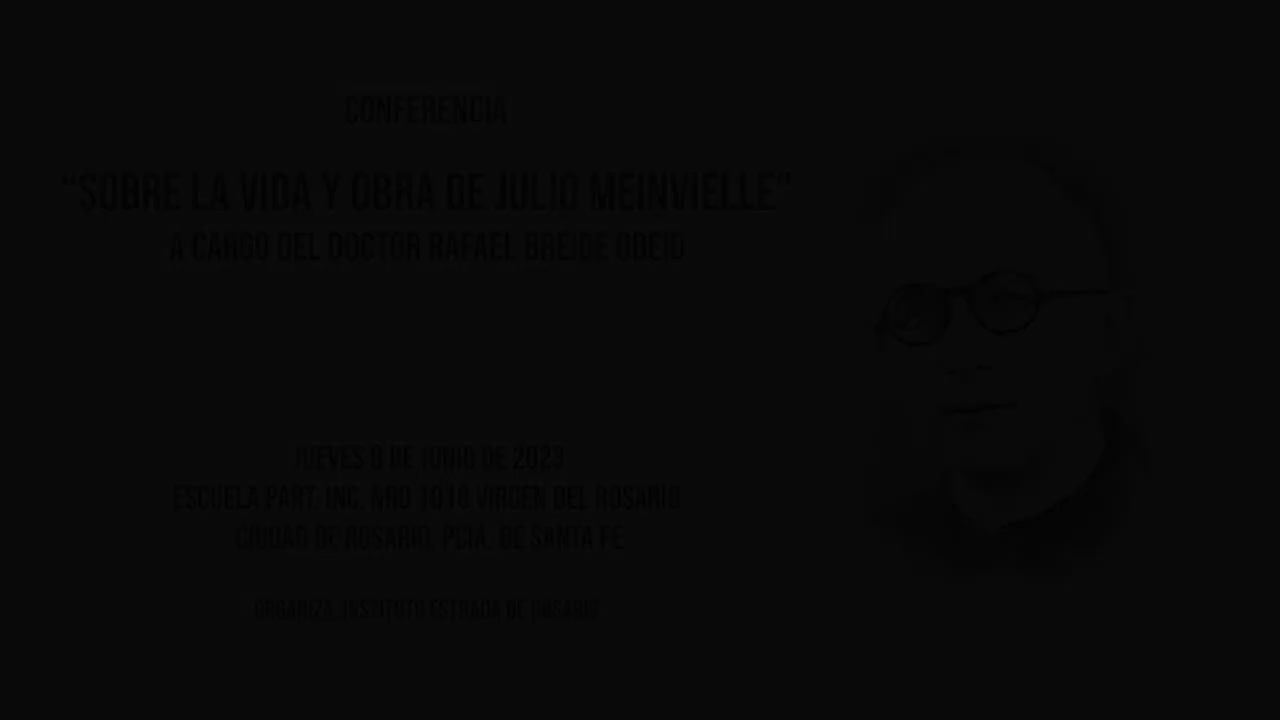 CONFERENCIA
“SOBRE LA VIDA Y OBRA DE JULIO MEINVIELLE”
A CARGO DEL DOCTOR RAFAEL BREIDE OBEID
JUEVES 8 DE JUNIO DE 2023
ESCUELA PART. INC. NRO 1018 VIRGEN DEL ROSARIO
CIUDAD DE ROSARIO, PCIA. DE SANTA FE
ORGANIZA: INSTITUTO ESTRADA DE ROSARIO